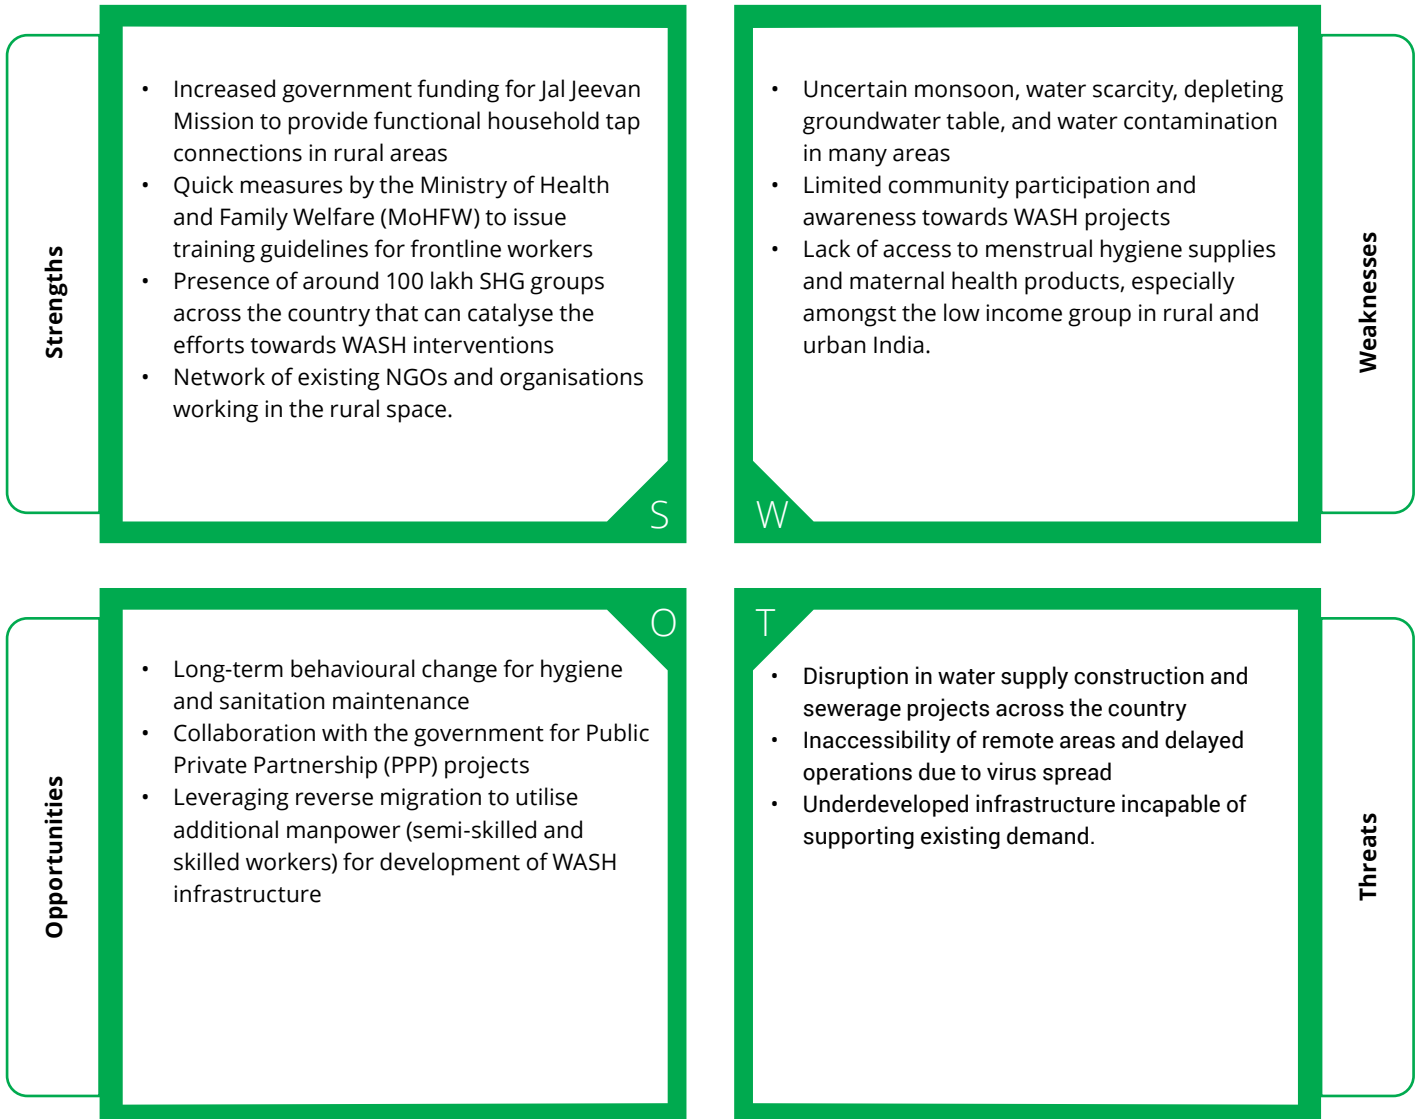 Strengths
• Increased government funding for Jal Jeevan
Mission to provide functional household tap
connections in rural areas
• Quick measures by the Ministry of Health
and Family Welfare (MoHFW) to issue
training guidelines for frontline workers
• Presence of around 100 lakh SHG groups
across the country that can catalyse the
efforts towards WASH interventions
• Network of existing NGOs and organisations
working in the rural space.
S
• Uncertain monsoon, water scarcity, depleting
groundwater table, and water contamination
in many areas
• Limited community participation and
awareness towards WASH projects
• Lack of access to menstrual hygiene supplies
and maternal health products, especially
amongst the low income group in rural and
urban India.
W
Weaknesses
Opportunities
O
• Long-term behavioural change for hygiene
and sanitation maintenance
• Collaboration with the government for Public
Private Partnership (PPP) projects
• Leveraging reverse migration to utilise
additional manpower (semi-skilled and
skilled workers) for development of WASH
infrastructure
T
• Disruption in water supply construction and
sewerage projects across the country
• Inaccessibility of remote areas and delayed
operations due to virus spread
• Underdeveloped infrastructure incapable of
supporting existing demand.
Threats